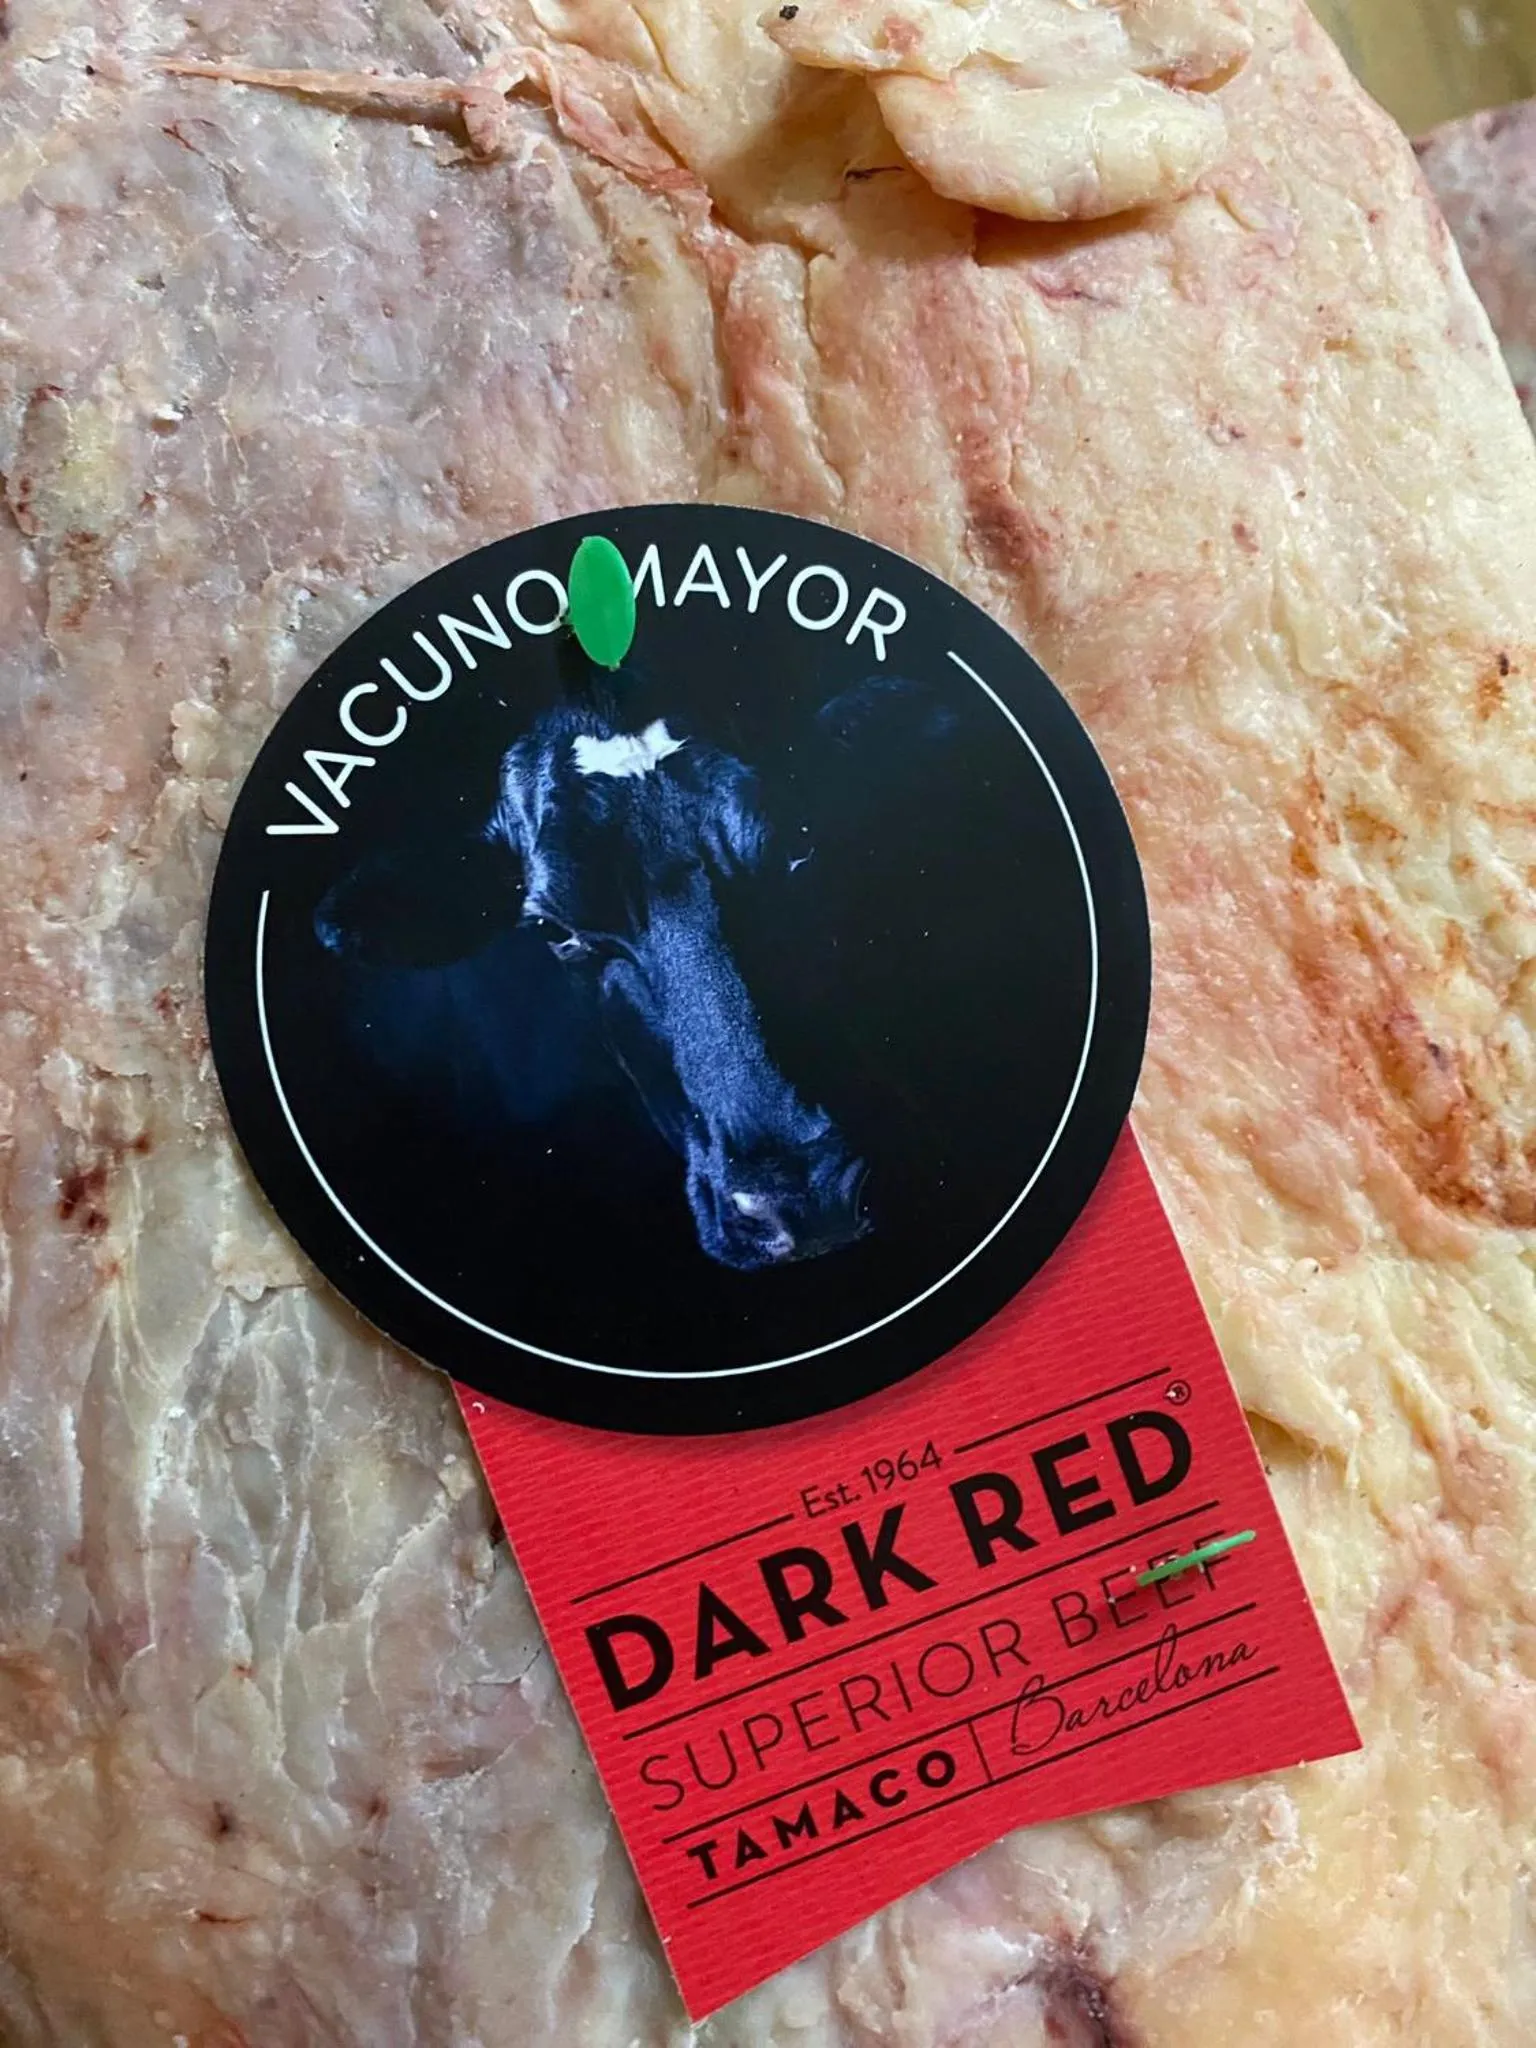 VACUNO MAYOR
Est. 1964
DARK RED®
SUPERIOR BEEF
TAMACO | Barcelona